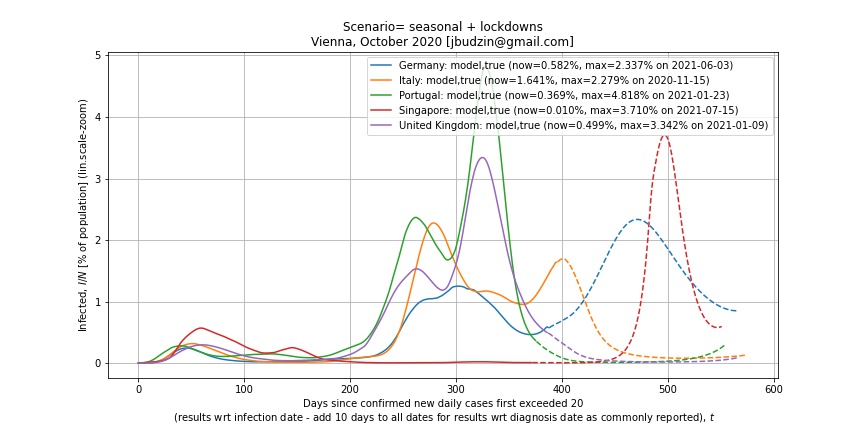 Scenario= seasonal + lockdowns
Vienna, October 2020 [jbudzin@gmail.com]
Infected, I/N [% of population] (lin.scale-zoom)
5
4
3
2
1
0
Germany: model,true (now=0.582%, max=2.337% on 2021-06-03)
Italy: model,true (now=1.641%, max=2.279% on 2020-11-15)
Portugal: model,true (now=0.369%, max=4.818% on 2021-01-23)
Singapore: model,true (now=0.010%, max=3.710% on 2021-07-15)
United Kingdom: model,true (now=0.499%, max=3.342% on 2021-01-09)
0 100 200 300 400 500 600
Days since confirmed new daily cases first exceeded 20
(results wrt infection date - add 10 days to all dates for results wrt diagnosis date as commonly reported), t